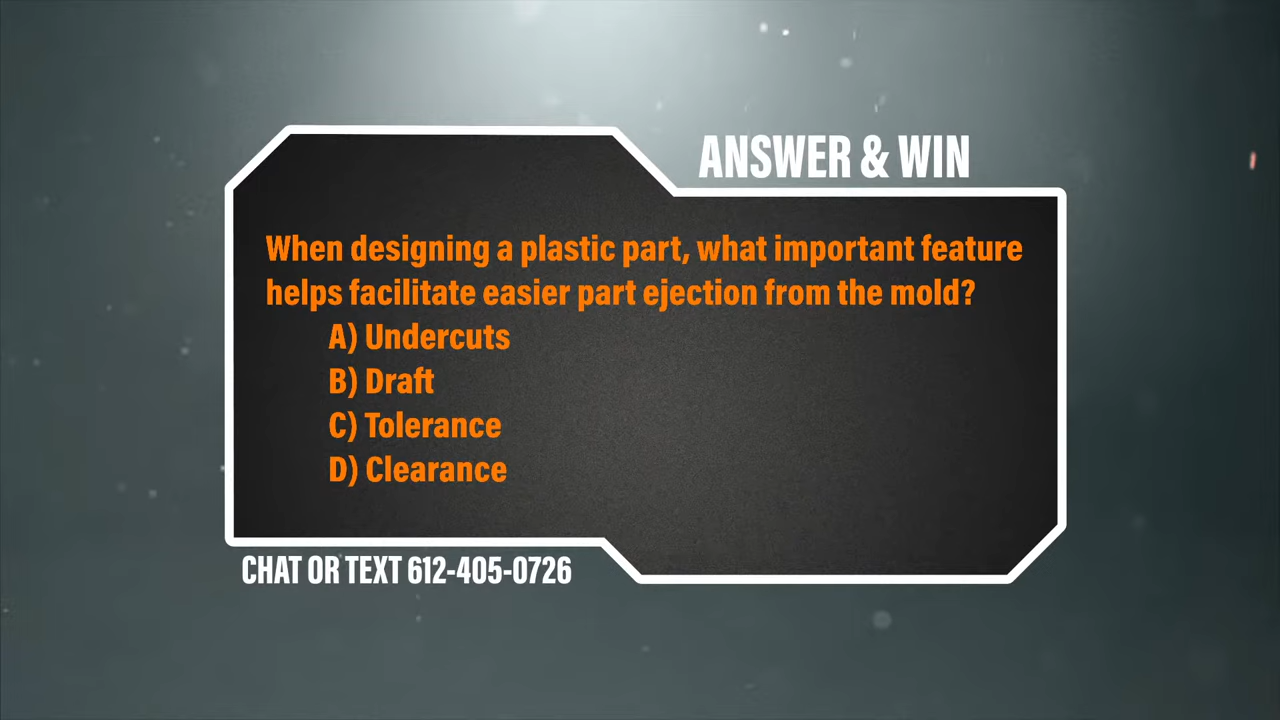 ANSWER & WIN
When designing a plastic part, what important feature
helps facilitate easier part ejection from the mold?
A) Undercuts
B) Draft
C) Tolerance
D) Clearance
CHAT OR TEXT 612-405-0726